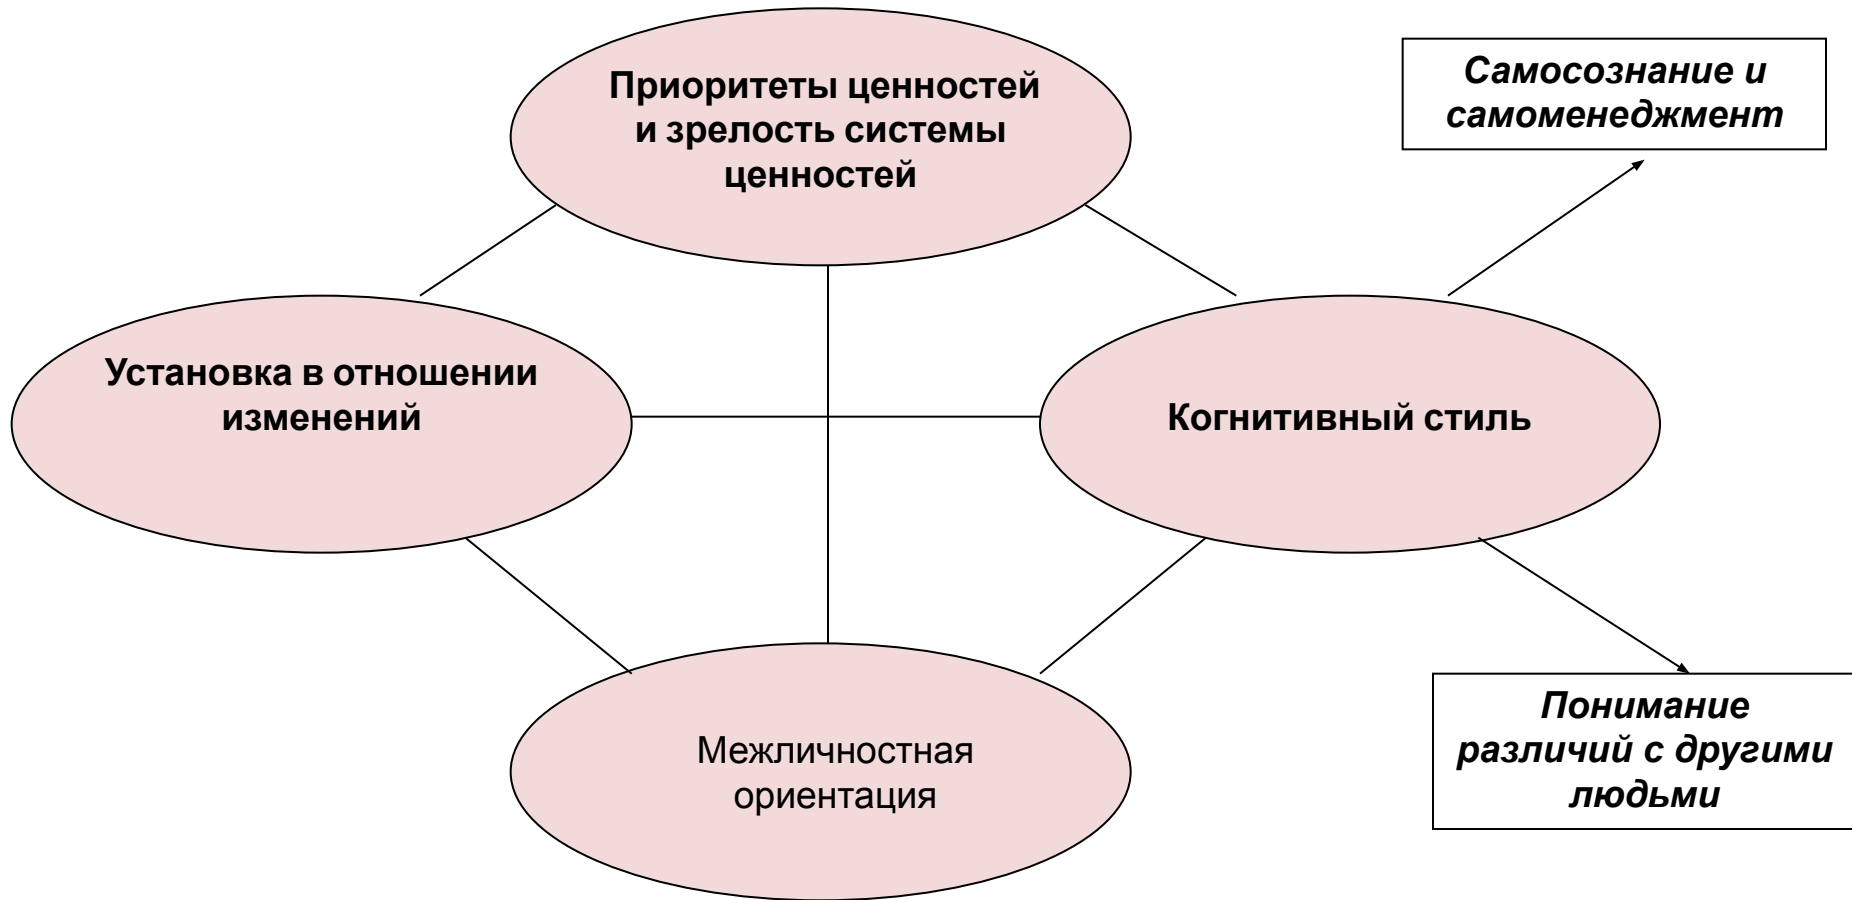 Приоритеты ценностей
и зрелость системы
ценностей
Самосознание и
самоменеджмент
Установка в отношении
изменений
Когнитивный стиль
Межличностная
ориентация
Понимание
различий с другими
людьми